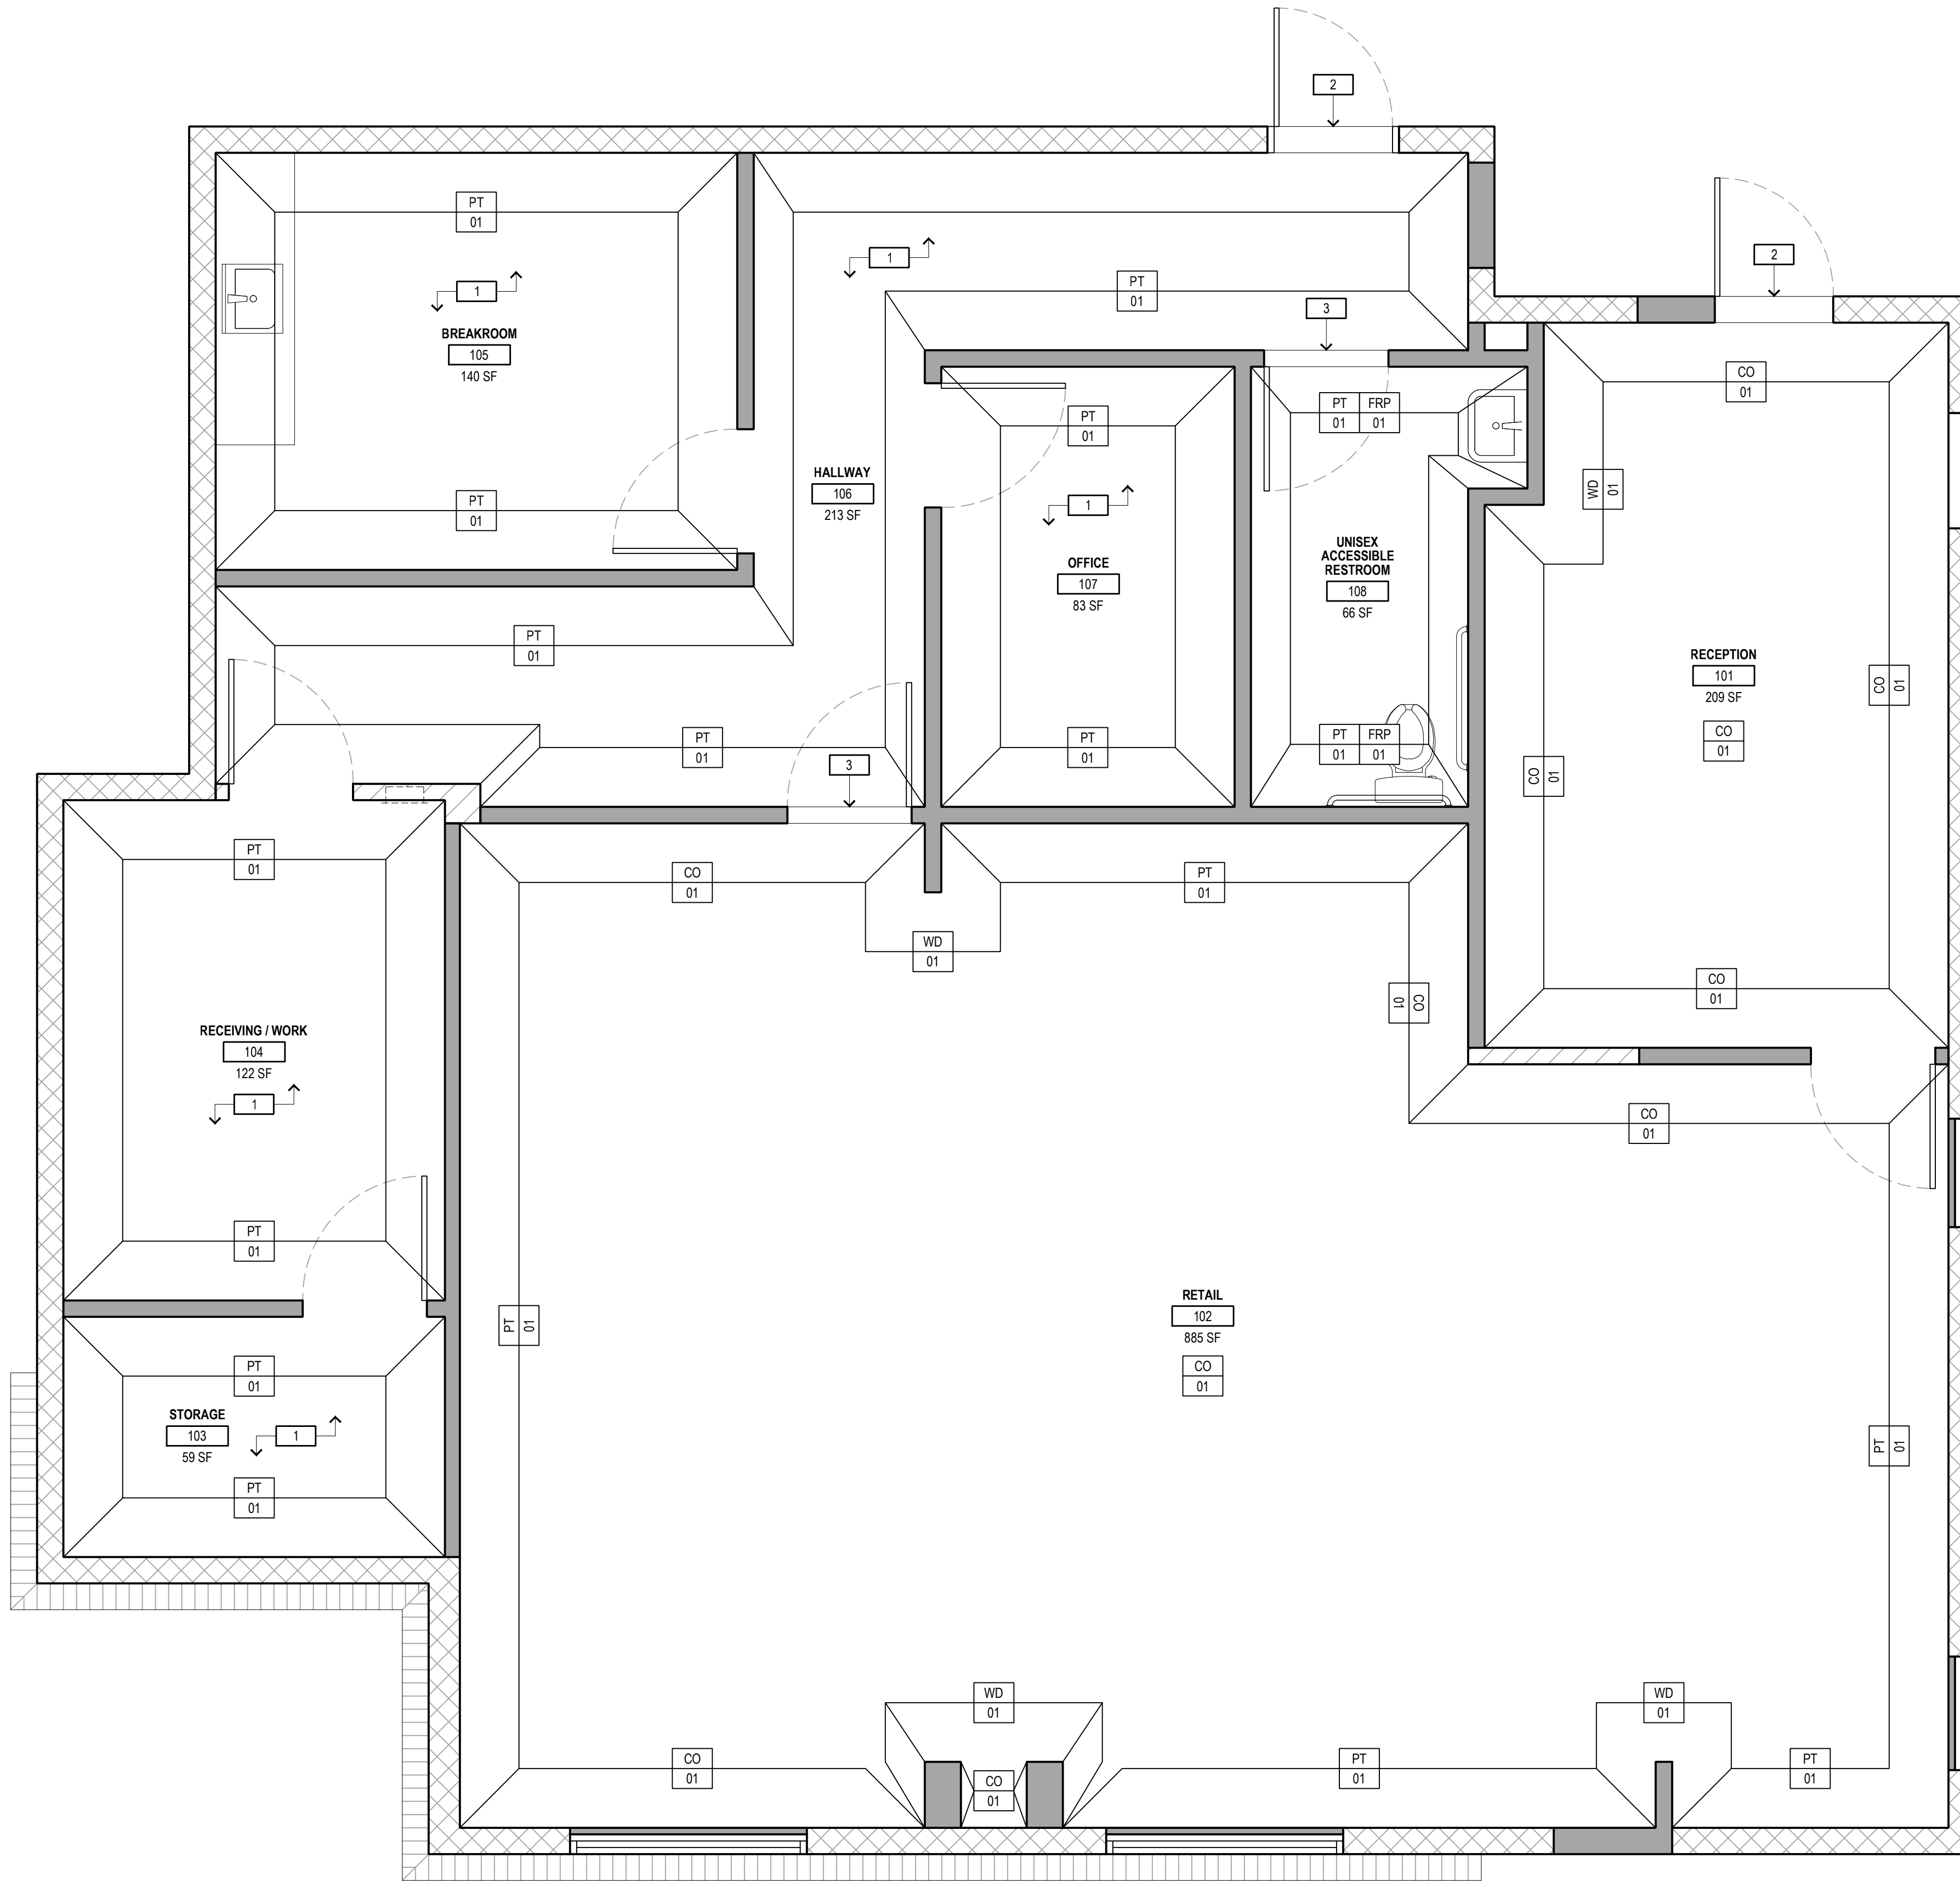 2
2
PT
01
1
1
PT
01
3
BREAKROOM
105
140 SF
CO
01
PT
01
FRP
01
PT
01
HALLWAY
106
213 SF
WD
01
PT
01
1
UNISEX
ACCESSIBLE
RESTROOM
108
66 SF
OFFICE
107
83 SF
PT
01
RECEPTION
101
209 SF
CO
01
CO
01
PT
01
PT
01
PT
01
FRP
01
3
CO
01
PT
01
CO
01
PT
01
WD
01
CO
01
CO
01
RECEIVING / WORK
104
122 SF
1
CO
01
PT
01
RETAIL
102
885 SF
CO
01
PT
01
PT
01
STORAGE
103
59 SF
1
PT
01
PT
01
WD
01
WD
01
CO
01
CO
01
PT
01
PT
01